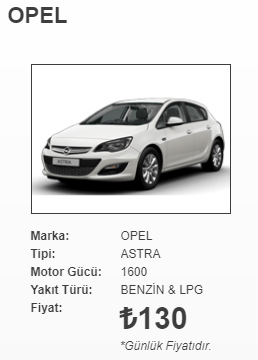 OPEL
ASTRA
Marka: OPEL
Tipi: ASTRA
Motor Gücü: 1600
Yakıt Türü: BENZİN & LPG
Fiyat: ₺130
*Günlük Fiyatıdır.